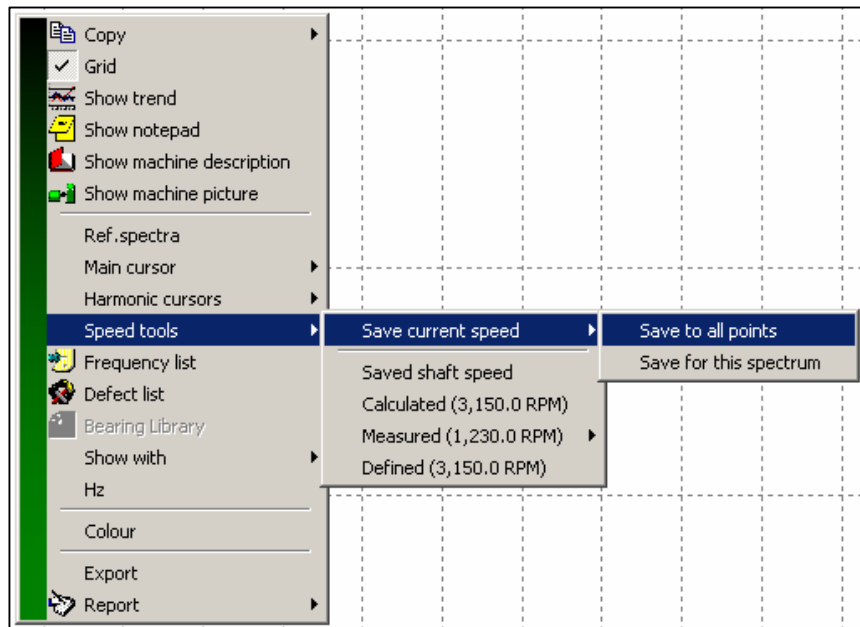 Copy
Grid
Show trend
Show notepad
Show machine description
Show machine picture
Ref.spectra
Main cursor
Harmonic cursors
Speed tools
Frequency list
Defect list
Bearing Library
Show with
Hz
Colour
Export
Report
Save current speed
Saved shaft speed
Calculated (3,150.0 RPM)
Measured (1,230.0 RPM)
Defined (3,150.0 RPM)
Save to all points
Save for this spectrum